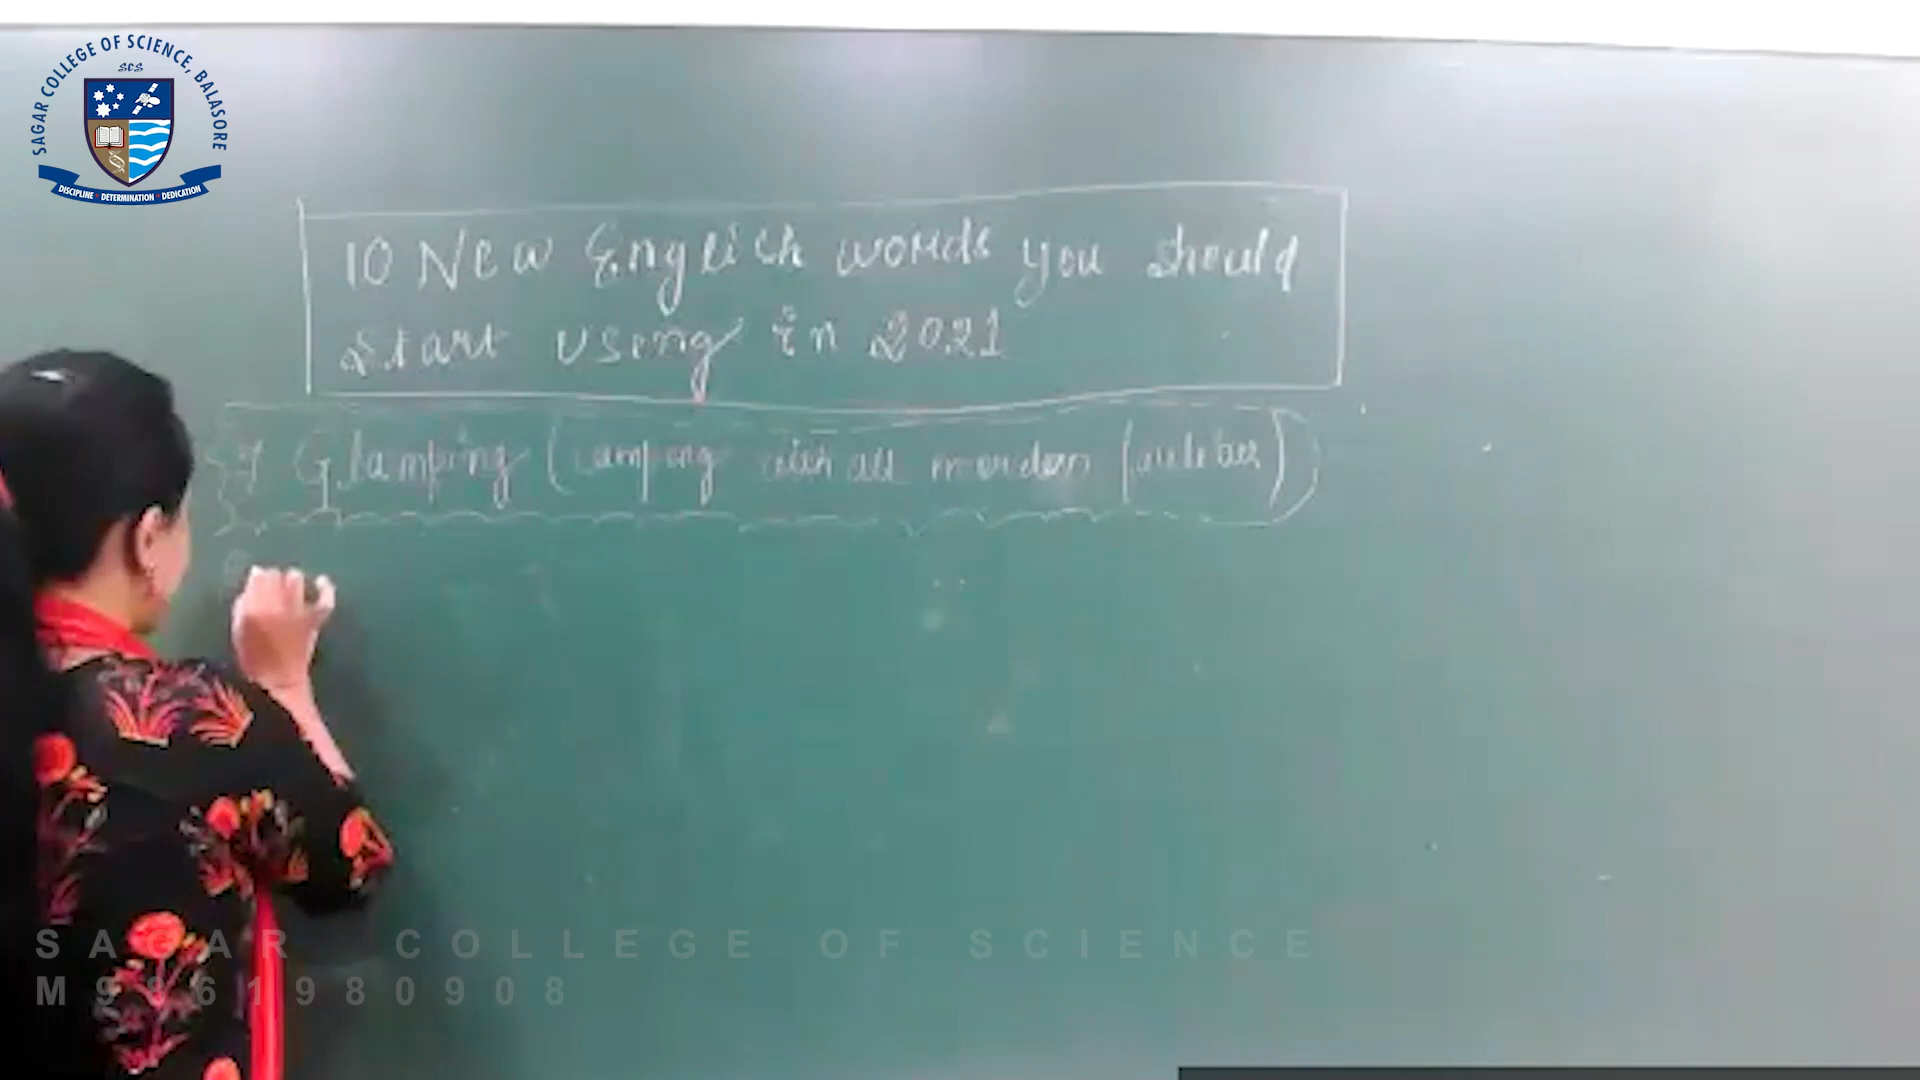 SAGAR COLLEGE OF SCIENCE, BALASORE
SCS
DISCIPLINE DETERMINATION DEDICATION
10 New English words you should
start using in 2021
Glamping (camping with all
SAGAR COLLEGE OF SCIENCE
M9861980908